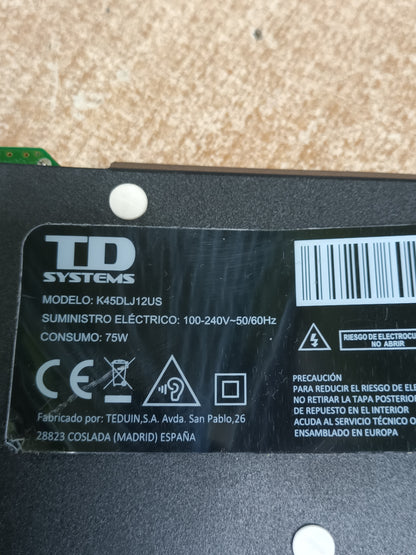 TD
SYSTEMS
MODELO: K45DLJ12US
SUMINISTRO ELÉCTRICO: 100-240V~50/60Hz
CONSUMO: 75W
CE
Fabricado por: TEDUIN,S.A. Avda. San Pablo,26
28823 COSLADA (MADRID) ESPAÑA
RIESGO DE ELECTROCU
NO ABRIR
PRECAUCIÓN
PARA REDUCIR EL RIESGO DE ELE
NO RETIRAR LA TAPA POSTERIOR
DE REPUESTO EN EL INTERIOR
ACUDA AL SERVICIO TÉCNICO O
ENSAMBLADO EN EUROPA